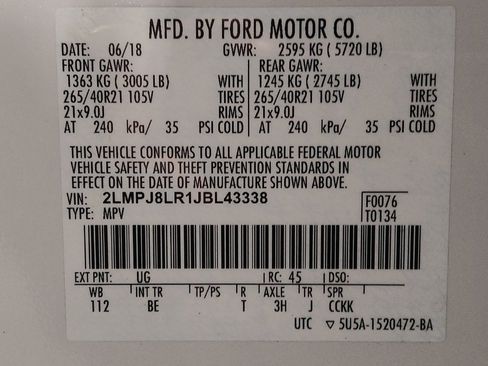 MFD. BY FORD MOTOR CO.
DATE: 06/18 GVWR: 2595 KG ( 5720 LB)
FRONT GAWR: REAR GAWR:
1363 KG ( 3005 LB) WITH 1245 KG ( 2745 LB) WITH
265/40R21 105V TIRES 265/40R21 105V TIRES
21x9.0J RIMS 21x9.0J RIMS
AT 240 kPa/ 35 PSI COLD AT 240 kPa/ 35 PSI COLD
THIS VEHICLE CONFORMS TO ALL APPLICABLE FEDERAL MOTOR
VEHICLE SAFETY AND THEFT PREVENTION STANDARDS IN
EFFECT ON THE DATE OF MANUFACTURE SHOWN ABOVE.
VIN: 2LMPJ8LR1JBL43338 F0076
TYPE: MPV T0134
EXT PNT: UG RC: 45 DSO:
WB INT TR TP/PS R AXLE TR SPR
112 BE T 3H J CCKK
UTC ▽ 5U5A-1520472-BA